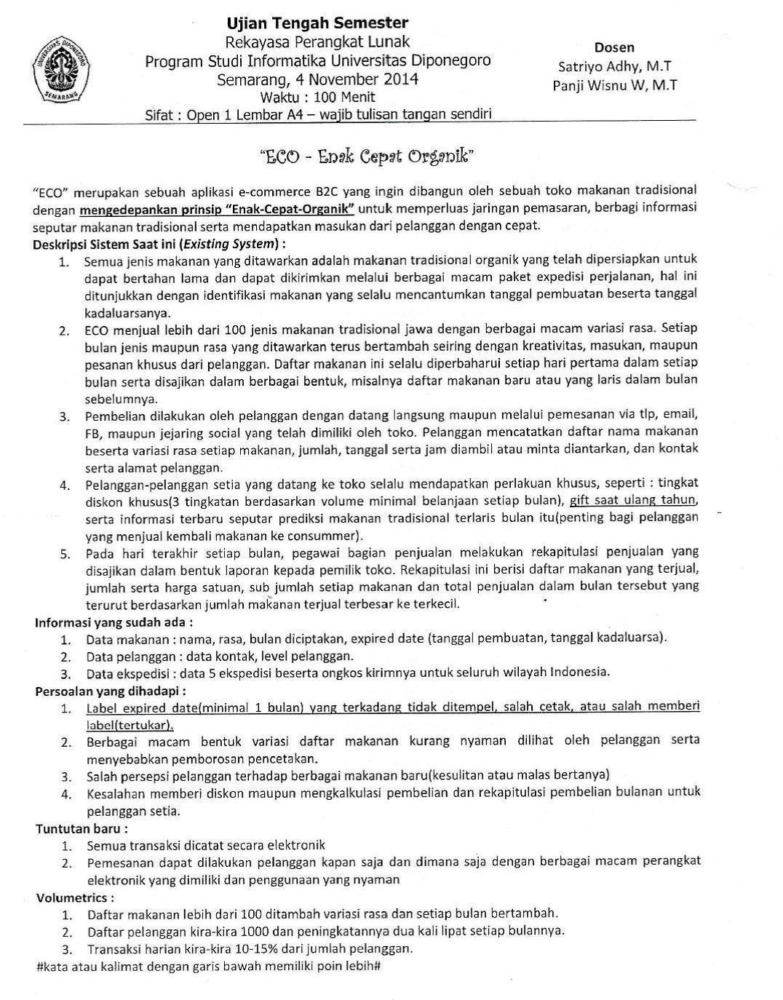 Ujian Tengah Semester
Rekayasa Perangkat Lunak
Program Studi Informatika Universitas Diponegoro
Semarang, 4 November 2014
Waktu : 100 Menit
Sifat : Open 1 Lembar A4 – wajib tulisan tangan sendiri
Dosen
Satriyo Adhy, M.T
Panji Wisnu W, M.T
UNIVERSITAS DIPONEGORO
SEMARANG
"ECO - Enak Cepat Organik"
"ECO" merupakan sebuah aplikasi e-commerce B2C yang ingin dibangun oleh sebuah toko makanan tradisional
dengan mengedepankan prinsip "Enak-Cepat-Organik" untuk memperluas jaringan pemasaran, berbagi informasi
seputar makanan tradisional serta mendapatkan masukan dari pelanggan dengan cepat.
Deskripsi Sistem Saat ini (Existing System) :
1. Semua jenis makanan yang ditawarkan adalah makanan tradisional organik yang telah dipersiapkan untuk
dapat bertahan lama dan dapat dikirimkan melalui berbagai macam paket expedisi perjalanan, hal ini
ditunjukkan dengan identifikasi makanan yang selalu mencantumkan tanggal pembuatan beserta tanggal
kadaluarsanya.
2. ECO menjual lebih dari 100 jenis makanan tradisional jawa dengan berbagai macam variasi rasa. Setiap
bulan jenis maupun rasa yang ditawarkan terus bertambah seiring dengan kreativitas, masukan, maupun
pesanan khusus dari pelanggan. Daftar makanan ini selalu diperbaharui setiap hari pertama dalam setiap
bulan serta disajikan dalam berbagai bentuk, misalnya daftar makanan baru atau yang laris dalam bulan
sebelumnya.
3. Pembelian dilakukan oleh pelanggan dengan datang langsung maupun melalui pemesanan via tlp, email,
FB, maupun jejaring social yang telah dimiliki oleh toko. Pelanggan mencatatkan daftar nama makanan
beserta variasi rasa setiap makanan, jumlah, tanggal serta jam diambil atau minta diantarkan, dan kontak
serta alamat pelanggan.
4. Pelanggan-pelanggan setia yang datang ke toko selalu mendapatkan perlakuan khusus, seperti : tingkat
diskon khusus(3 tingkatan berdasarkan volume minimal belanjaan setiap bulan), gift saat ulang tahun,
serta informasi terbaru seputar prediksi makanan tradisional terlaris bulan itu(penting bagi pelanggan
yang menjual kembali makanan ke consummer).
5. Pada hari terakhir setiap bulan, pegawai bagian penjualan melakukan rekapitulasi penjualan yang
disajikan dalam bentuk laporan kepada pemilik toko. Rekapitulasi ini berisi daftar makanan yang terjual,
jumlah serta harga satuan, sub jumlah setiap makanan dan total penjualan dalam bulan tersebut yang
terurut berdasarkan jumlah makanan terjual terbesar ke terkecil.
Informasi yang sudah ada :
1. Data makanan : nama, rasa, bulan diciptakan, expired date (tanggal pembuatan, tanggal kadaluarsa).
2. Data pelanggan : data kontak, level pelanggan.
3. Data ekspedisi : data 5 ekspedisi beserta ongkos kirimnya untuk seluruh wilayah Indonesia.
Persoalan yang dihadapi :
1. Label expired date(minimal 1 bulan) yang terkadang tidak ditempel, salah cetak, atau salah memberi
label(tertukar).
2. Berbagai macam bentuk variasi daftar makanan kurang nyaman dilihat oleh pelanggan serta
menyebabkan pemborosan pencetakan.
3. Salah persepsi pelanggan terhadap berbagai makanan baru(kesulitan atau malas bertanya)
4. Kesalahan memberi diskon maupun mengkalkulasi pembelian dan rekapitulasi pembelian bulanan untuk
pelanggan setia.
Tuntutan baru :
1. Semua transaksi dicatat secara elektronik
2. Pemesanan dapat dilakukan pelanggan kapan saja dan dimana saja dengan berbagai macam perangkat
elektronik yang dimiliki dan penggunaan yang nyaman
Volumetrics :
1. Daftar makanan lebih dari 100 ditambah variasi rasa dan setiap bulan bertambah.
2. Daftar pelanggan kira-kira 1000 dan peningkatannya dua kali lipat setiap bulannya.
3. Transaksi harian kira-kira 10-15% dari jumlah pelanggan.
#kata atau kalimat dengan garis bawah memiliki poin lebih#